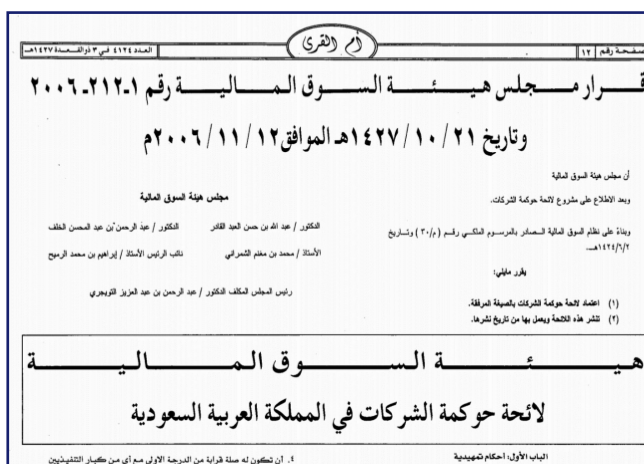 صفحة رقم ١٢
أم القرى
العدد ٤١٢٤ في ٣ ذو القعدة ١٤٢٧هـ
قرار مجلس هيئة السوق المالية رقم ١ـ٢١٢ـ٢٠٠٦
وتاريخ ٢١/١٠/١٤٢٧هـ الموافق ١٢/١١/٢٠٠٦م
أن مجلس هيئة السوق المالية
وبعد الاطلاع على مشروع لائحة حوكمة الشركات.
وبناءً على نظام السوق المالية الصادر بالمرسوم الملكي رقم (م/٣٠) وتاريخ
١٤٢٤/٦/٢هـ.
يقرر مايلي:
(١) اعتماد لائحة حوكمة الشركات بالصيغة المرفقة.
(٢) تنشر هذه اللائحة ويعمل بها من تاريخ نشرها.
مجلس هيئة السوق المالية
الدكتور / عبد الله بن حسن العبد القادر
الدكتور / عبد الرحمن بن عبد المحسن الخلف
الأستاذ / محمد بن مغنم الشمراني
نائب الرئيس الأستاذ / إبراهيم بن محمد الرميح
رئيس المجلس المكلف الدكتور / عبد الرحمن بن عبد العزيز التويجري
هيئة السوق المالية
لائحة حوكمة الشركات في المملكة العربية السعودية
الباب الأول: أحكام تمهيدية
٤. أن تكون له صلة قرابة من الدرجة الاولى مع أي من كبار التنفيذيين